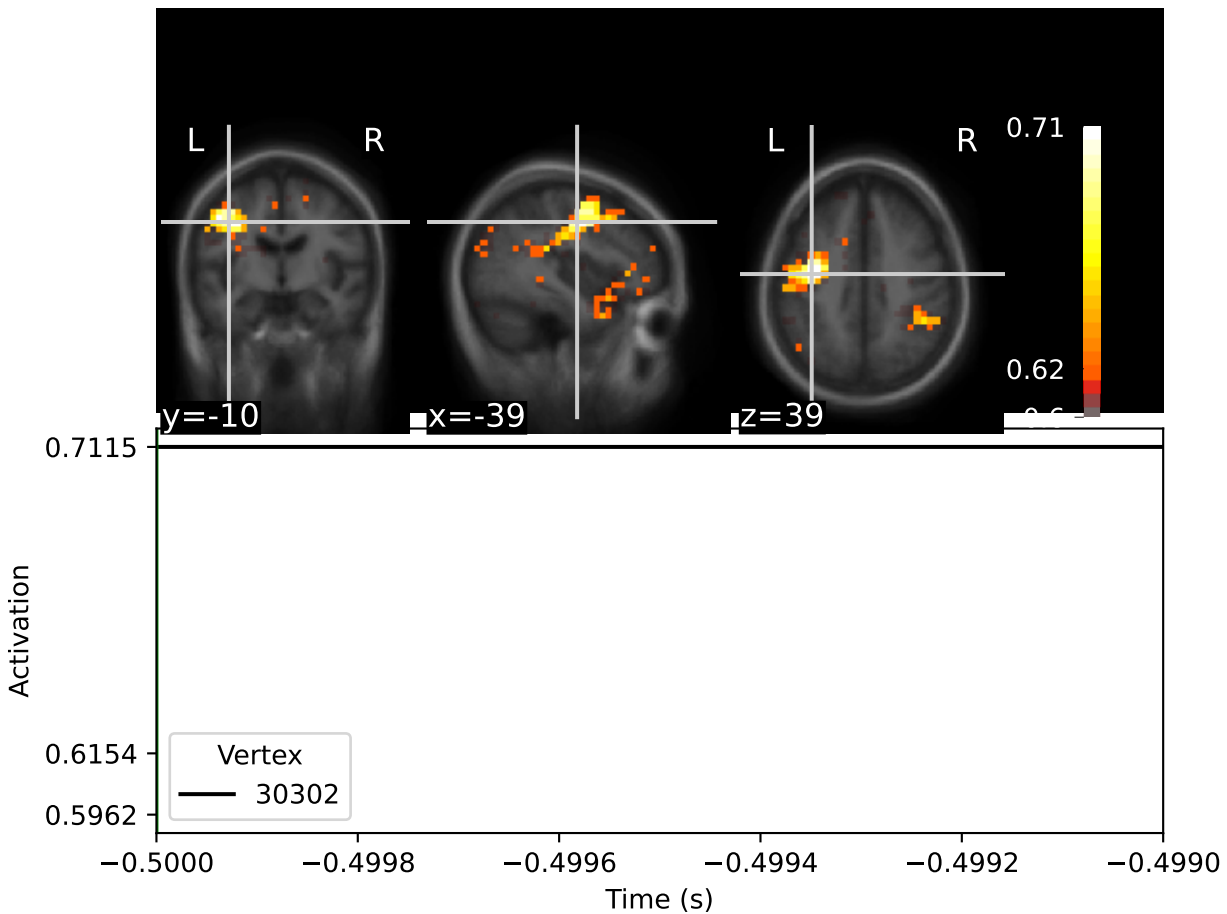 L R L R
0.71
0.62
y=-10 x=-39 z=39
0.7115
Activation
0.6154
0.5962
Vertex
30302
−0.5000 −0.4998 −0.4996 −0.4994 −0.4992 −0.4990
Time (s)